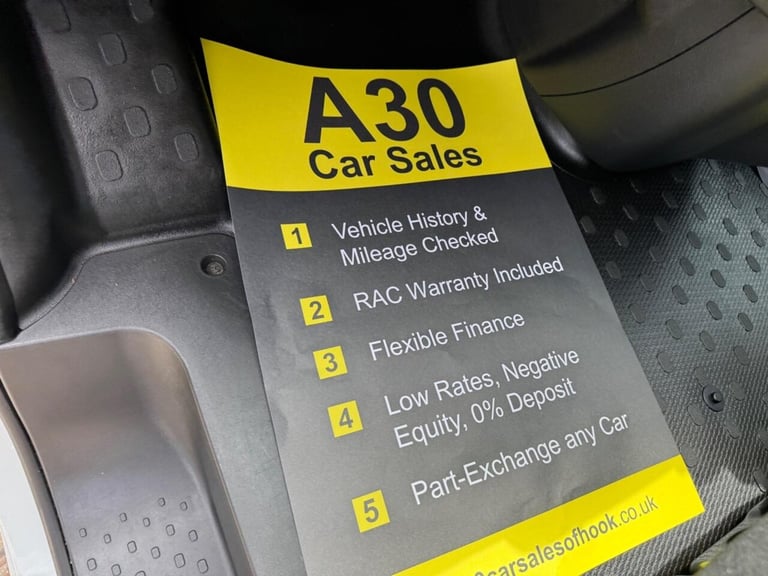 A30
Car Sales
1 Vehicle History &
Mileage Checked
2 RAC Warranty Included
3 Flexible Finance
4 Low Rates, Negative
Equity, 0% Deposit
5 Part-Exchange any Car
carsalesofhook.co.uk